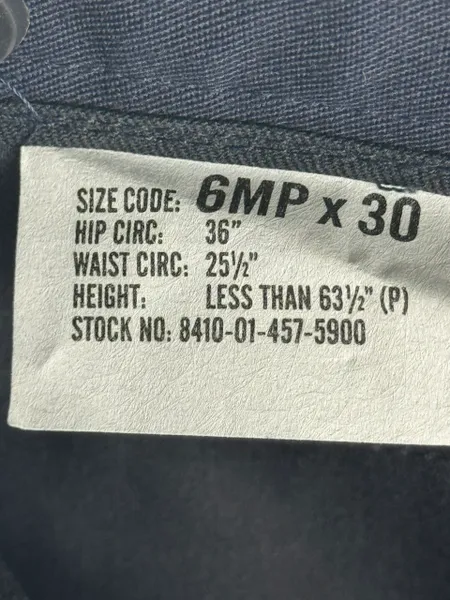 SIZE CODE: 6MP x 30
HIP CIRC: 36"
WAIST CIRC: 25½"
HEIGHT: LESS THAN 63½" (P)
STOCK NO: 8410-01-457-5900